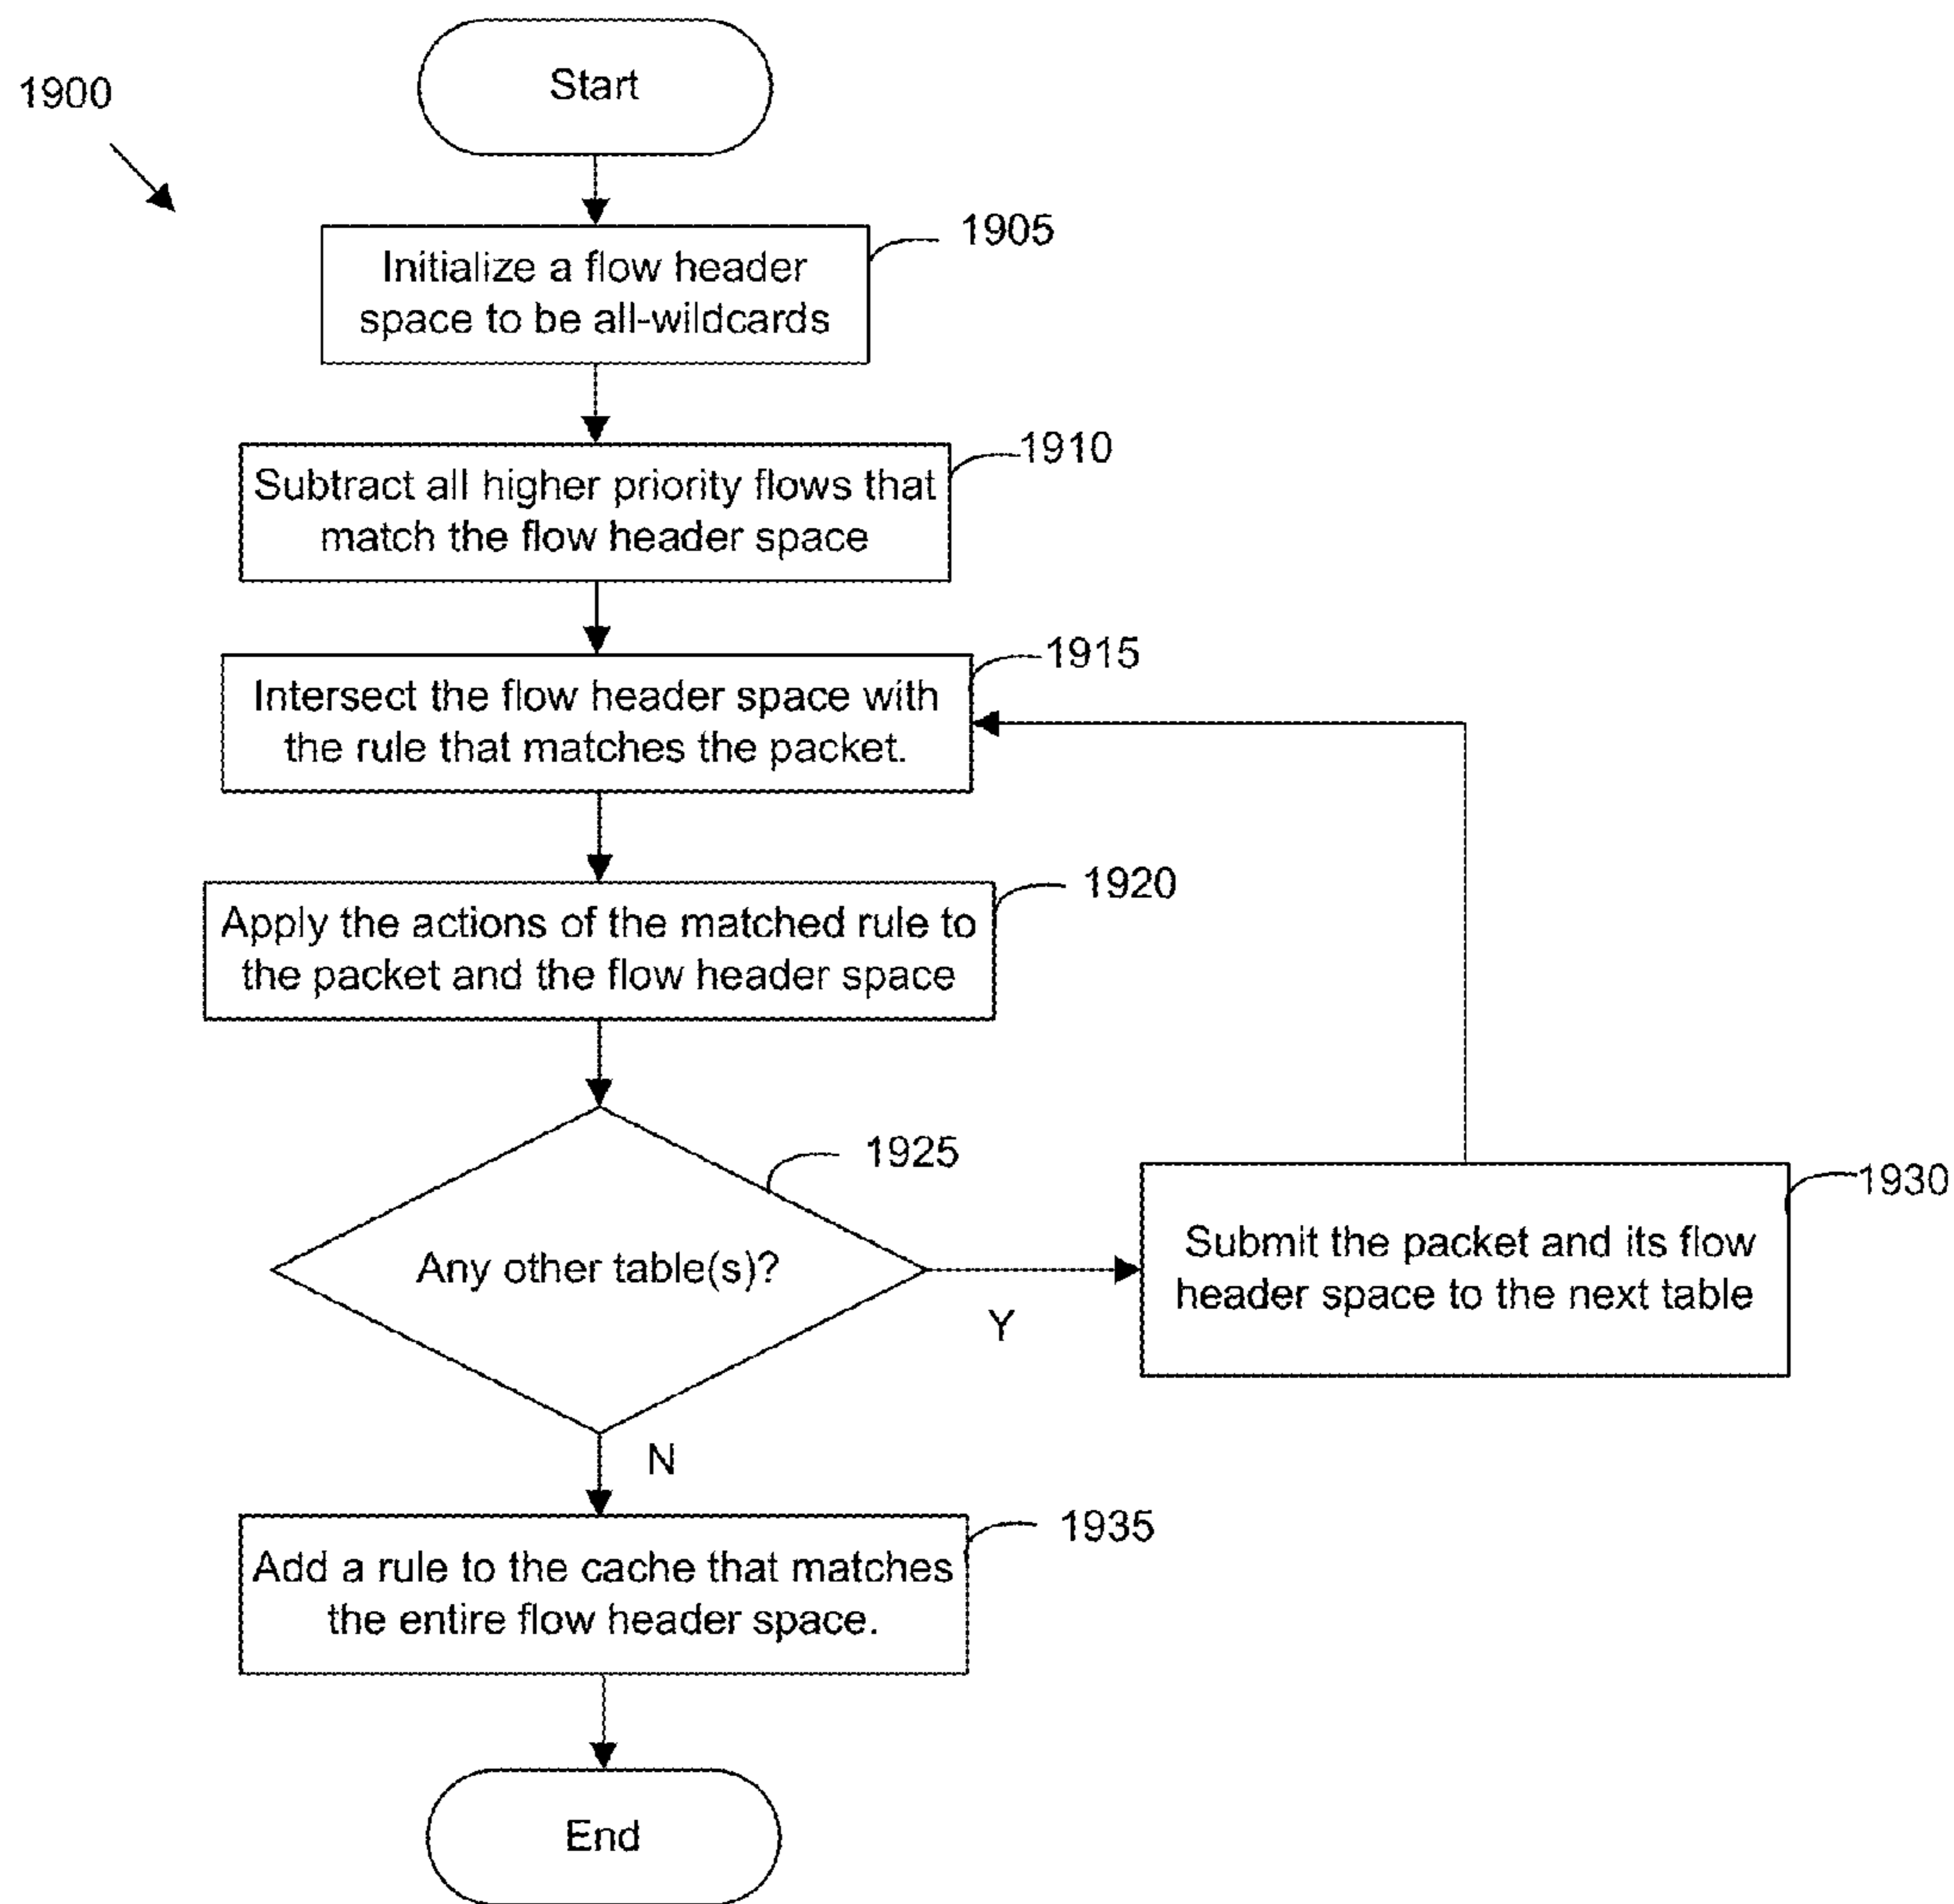 Start
1900
1905
Initialize a flow header
space to be all-wildcards
1910
Subtract all higher priority flows that
match the flow header space
1915
Intersect the flow header space with
the rule that matches the packet.
1920
Apply the actions of the matched rule to
the packet and the flow header space
1925
Any other table(s)?
Y
1930
Submit the packet and its flow
header space to the next table
N
1935
Add a rule to the cache that matches
the entire flow header space.
End